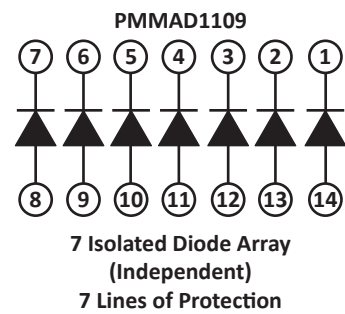 PMMAD1109
7 6 5 4 3 2 1
8 9 10 11 12 13 14
7 Isolated Diode Array
(Independent)
7 Lines of Protection